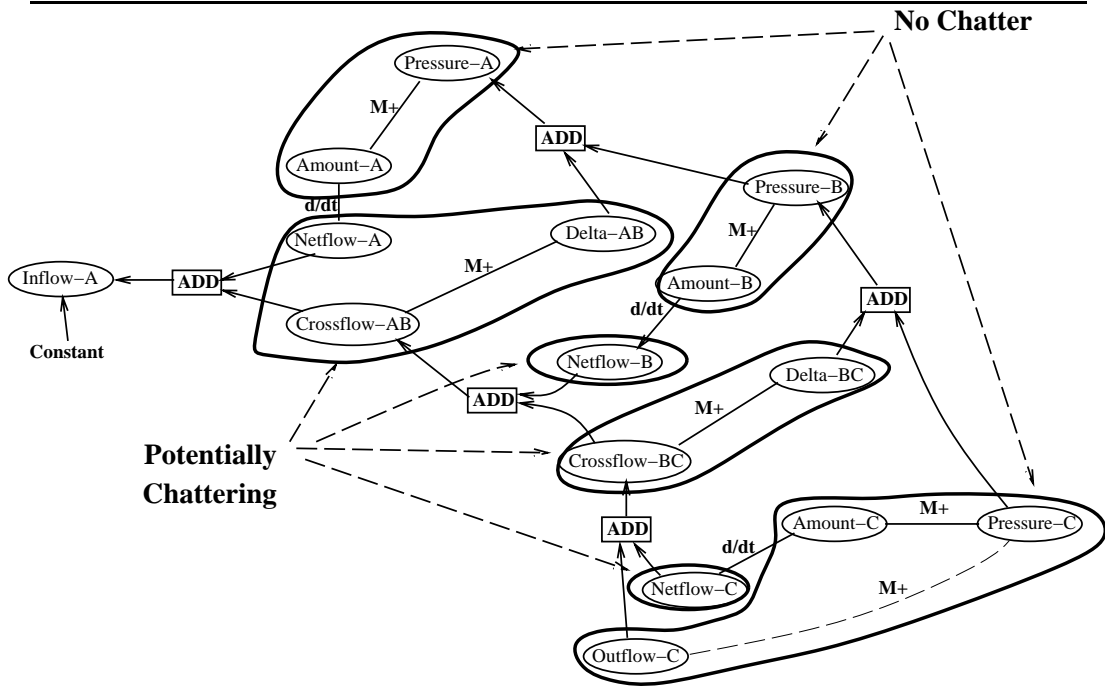 No Chatter
Pressure−A
M+
ADD
Amount−A
Pressure−B
d/dt
Netflow−A
Delta−AB
M+
M+
Inflow−A
ADD
Amount−B
ADD
d/dt
Crossflow−AB
Constant
Netflow−B
Delta−BC
ADD
M+
Potentially
Chattering
Crossflow−BC
ADD
Amount−C
M+
Pressure−C
d/dt
Netflow−C
M+
Outflow−C